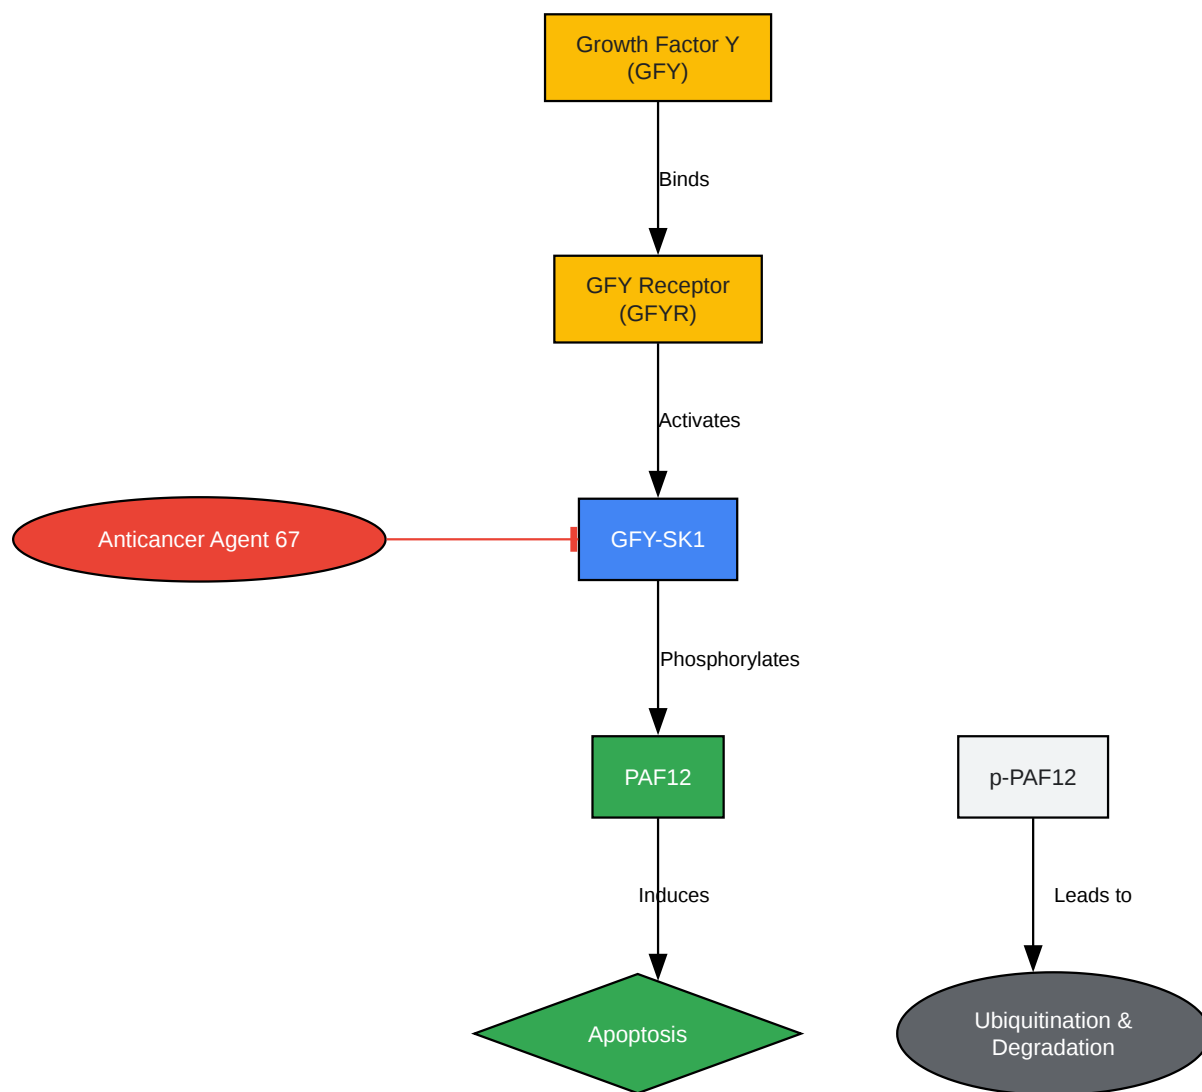 Growth Factor Y
(GFY)
Binds
GFY Receptor
(GFYR)
Activates
Anticancer Agent 67
GFY-SK1
Phosphorylates
PAF12
p-PAF12
Induces
Leads to
Apoptosis
Ubiquitination &
Degradation